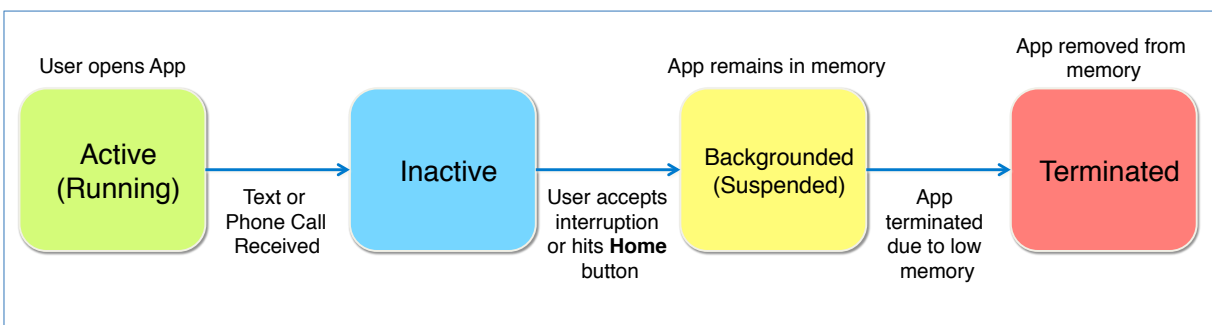 User opens App
Active
(Running)
Text or
Phone Call
Received
Inactive
User accepts
interruption
or hits Home
button
App remains in memory
Backgrounded
(Suspended)
App
terminated
due to low
memory
App removed from
memory
Terminated